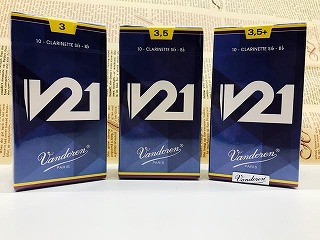 3
10 - CLARINETTE Sib - Bb
V21
Vandoren
PARIS
3,5
10 - CLARINETTE Sib - Bb
V21
Vandoren
PARIS
3,5+
10 - CLARINETTE Sib - Bb
V21
Vandoren
PARIS
Vandoren